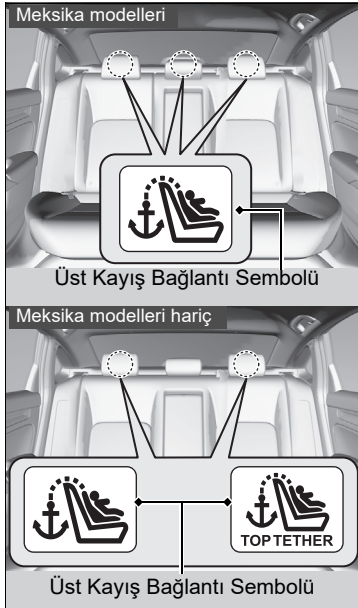 Meksika modelleri
Üst Kayış Bağlantı Sembolü
Meksika modelleri hariç
TOP TETHER
Üst Kayış Bağlantı Sembolü